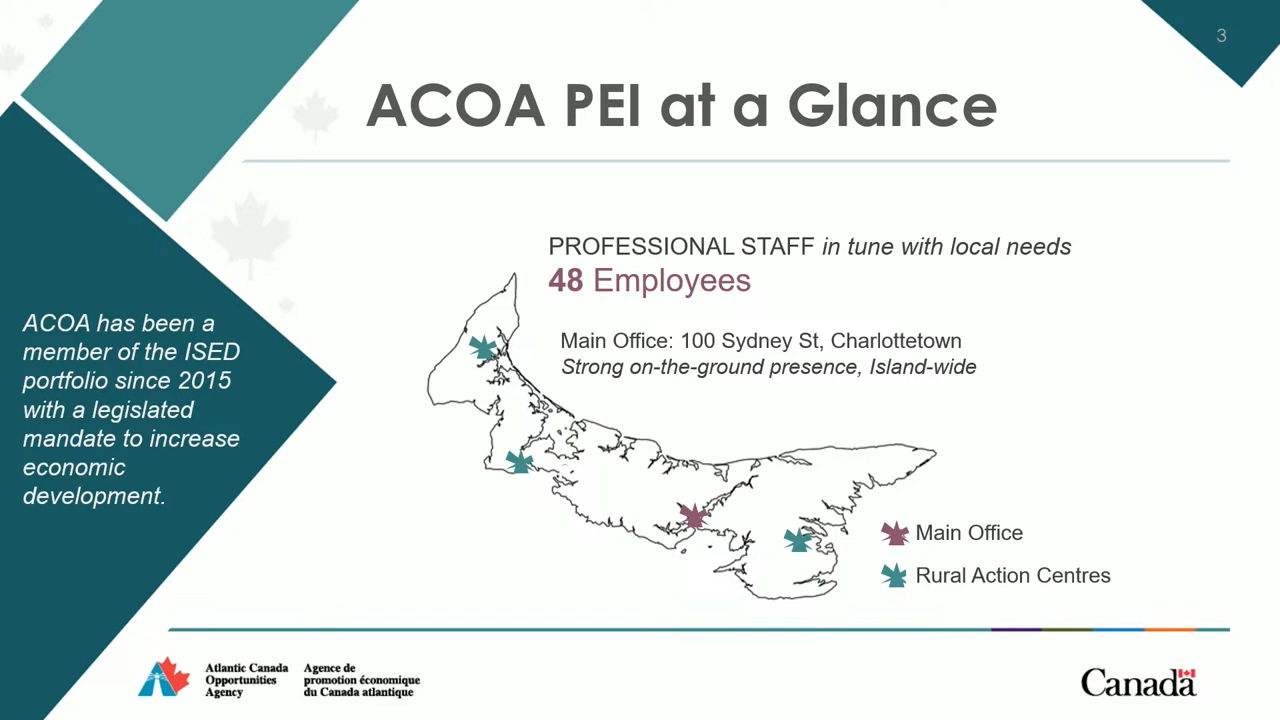 3
ACOA PEI at a Glance
PROFESSIONAL STAFF in tune with local needs
48 Employees
Main Office: 100 Sydney St, Charlottetown
Strong on-the-ground presence, Island-wide
ACOA has been a
member of the ISED
portfolio since 2015
with a legislated
mandate to increase
economic
development.
Main Office
Rural Action Centres
Atlantic Canada
Opportunities
Agency
Agence de
promotion économique
du Canada atlantique
Canada